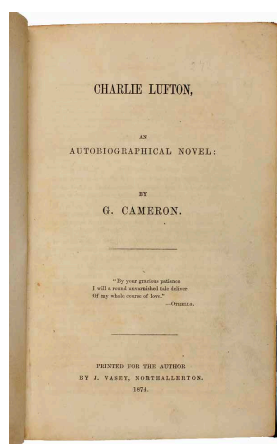 CHARLIE LUFTON,
AN
AUTOBIOGRAPHICAL NOVEL:
BY
G. CAMERON.
"By your gracious patience
I will a round unvarnished tale deliver
Of my whole course of love."
—OTHELLO.
PRINTED FOR THE AUTHOR
BY J. VASEY, NORTHALLERTON.
1874.